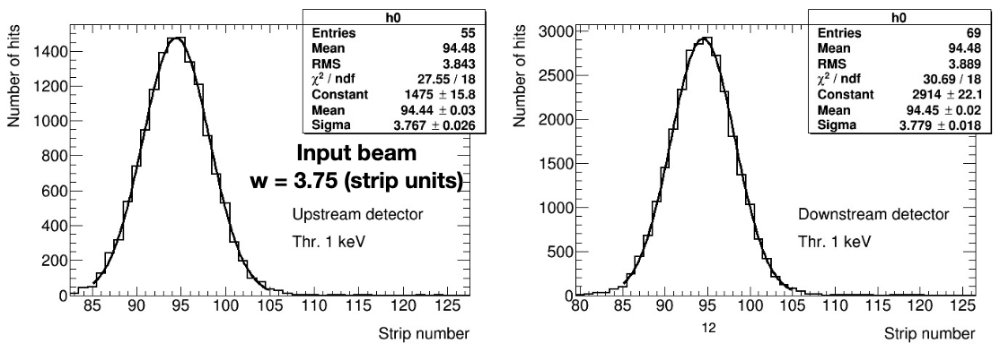 h0
Entries 55
Mean 94.48
RMS 3.843
χ² / ndf 27.55 / 18
Constant 1475 ± 15.8
Mean 94.44 ± 0.03
Sigma 3.767 ± 0.026
Number of hits
1400
1200
1000
800
600
400
200
0
Input beam
w = 3.75 (strip units)
Upstream detector
Thr. 1 keV
85 90 95 100 105 110 115 120 125
Strip number
h0
Entries 69
Mean 94.48
RMS 3.889
χ² / ndf 30.69 / 18
Constant 2914 ± 22.1
Mean 94.45 ± 0.02
Sigma 3.779 ± 0.018
Number of hits
3000
2500
2000
1500
1000
500
0
Downstream detector
Thr. 1 keV
80 85 90 95 100 105 110 115 120 125
12
Strip number